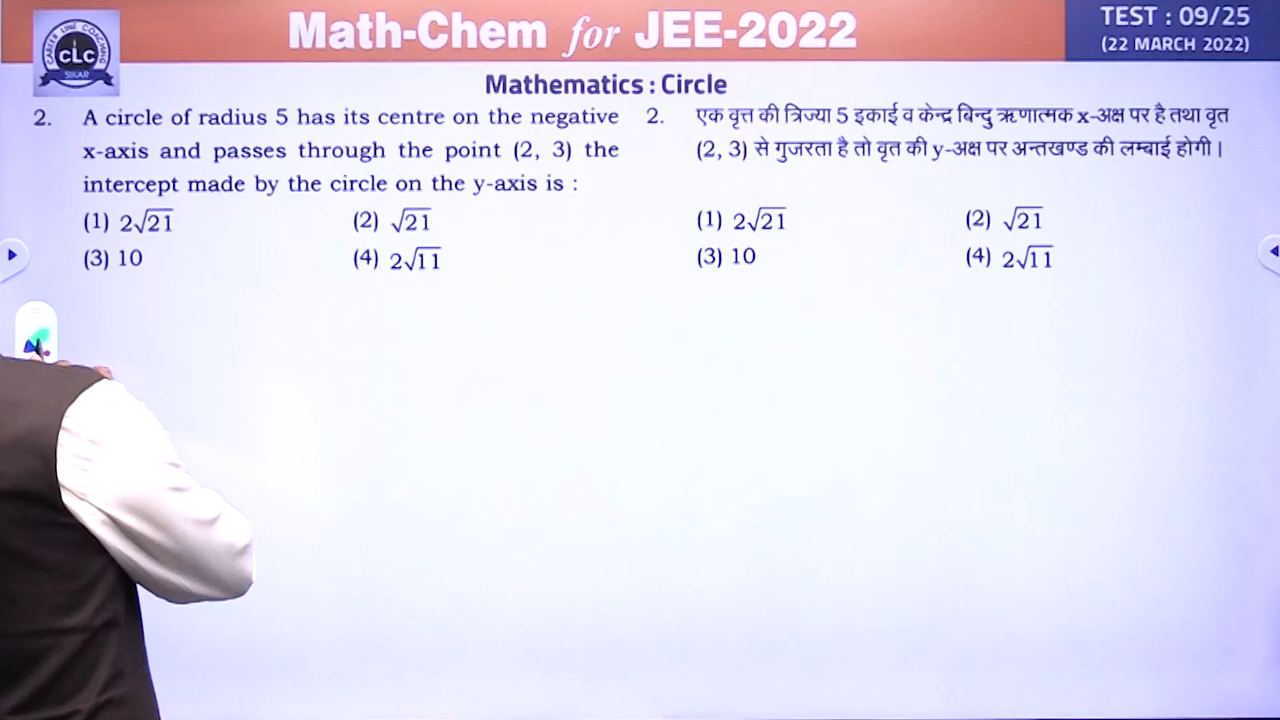 Math-Chem for JEE-2022
TEST : 09/25
(22 MARCH 2022)
CAREER LINE COACHING
CLC
SIKAR
Mathematics : Circle
2. A circle of radius 5 has its centre on the negative
x-axis and passes through the point (2, 3) the
intercept made by the circle on the y-axis is :
(1) 2√21 (2) √21
(3) 10 (4) 2√11
2. एक वृत्त की त्रिज्या 5 इकाई व केन्द्र बिन्दु ऋणात्मक x-अक्ष पर है तथा वृत
(2, 3) से गुजरता है तो वृत की y-अक्ष पर अन्तखण्ड की लम्बाई होगी।
(1) 2√21 (2) √21
(3) 10 (4) 2√11